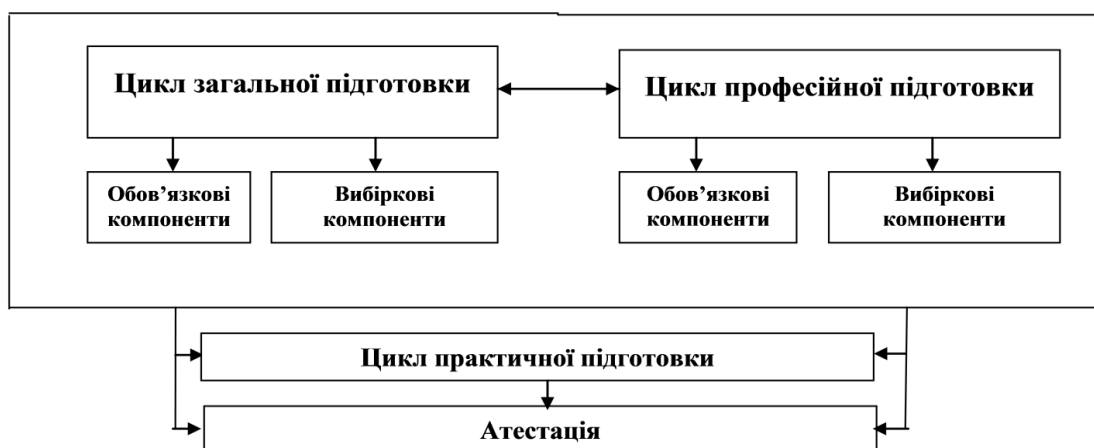 Цикл загальної підготовки
Цикл професійної підготовки
Обов’язкові
компоненти
Вибіркові
компоненти
Обов’язкові
компоненти
Вибіркові
компоненти
Цикл практичної підготовки
Атестація